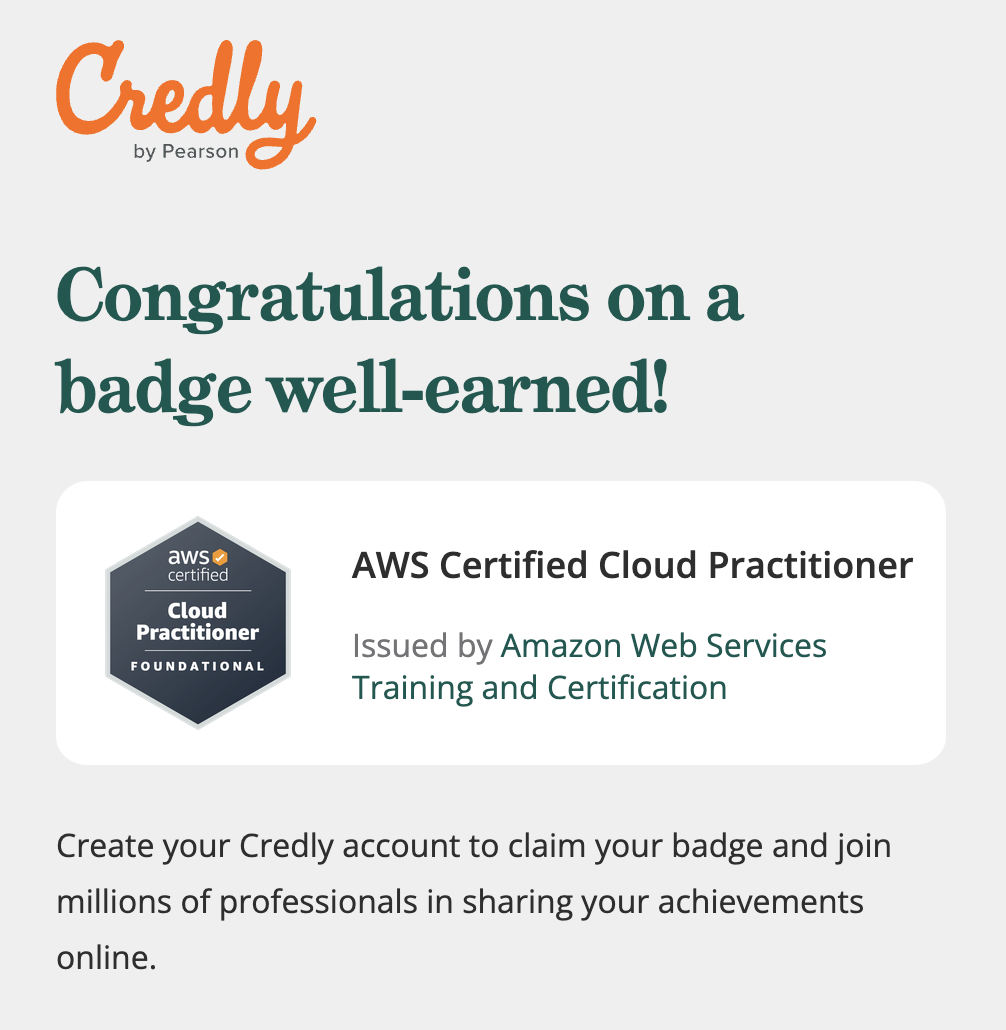 Credly
by Pearson
Congratulations on a
badge well-earned!
aws
certified
Cloud
Practitioner
FOUNDATIONAL
AWS Certified Cloud Practitioner
Issued by Amazon Web Services
Training and Certification
Create your Credly account to claim your badge and join
millions of professionals in sharing your achievements
online.